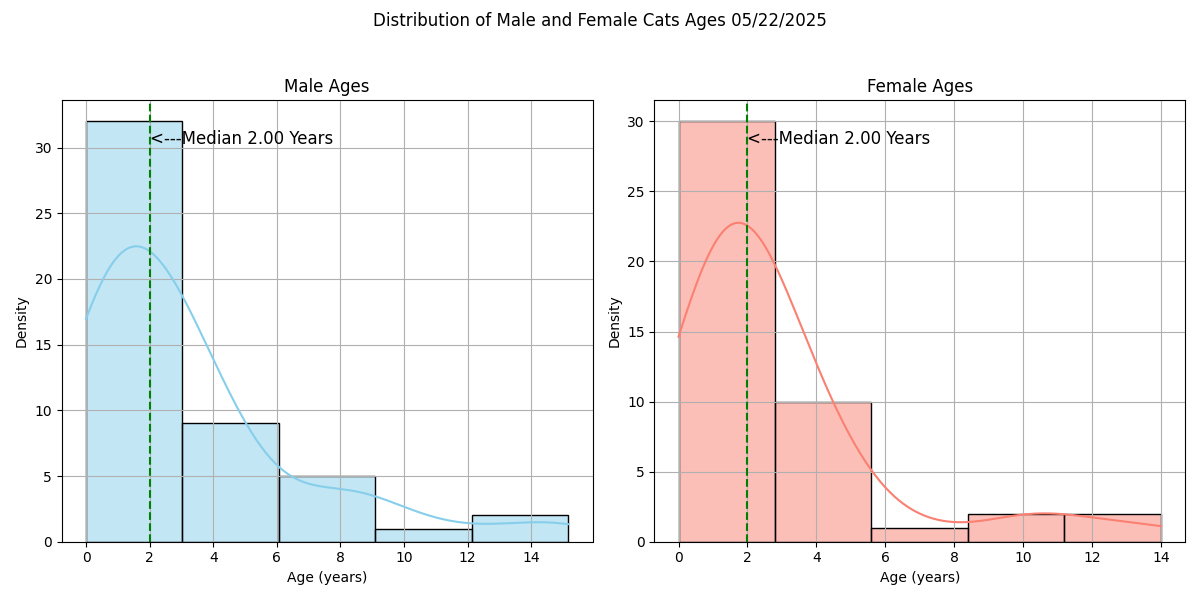 Distribution of Male and Female Cats Ages 05/22/2025
Male Ages
<---Median 2.00 Years
30
25
20
15
10
5
0
Density
0 2 4 6 8 10 12 14
Age (years)
Female Ages
<---Median 2.00 Years
30
25
20
15
10
5
0
Density
0 2 4 6 8 10 12 14
Age (years)